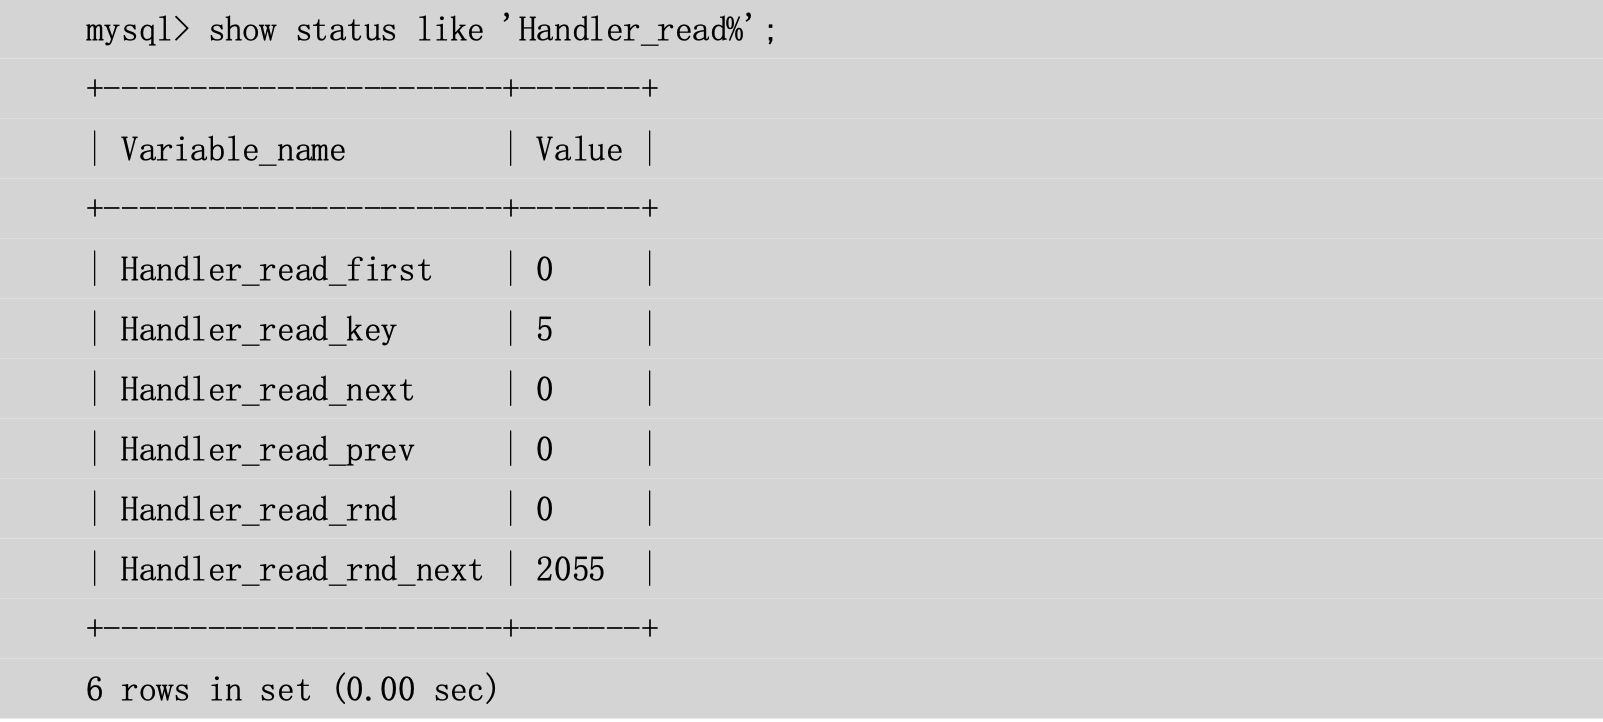 mysql> show status like 'Handler_read%';
+-----------------------+-------+
| Variable_name         | Value |
+-----------------------+-------+
| Handler_read_first    | 0     |
| Handler_read_key      | 5     |
| Handler_read_next     | 0     |
| Handler_read_prev     | 0     |
| Handler_read_rnd      | 0     |
| Handler_read_rnd_next | 2055  |
+-----------------------+-------+
6 rows in set (0.00 sec)